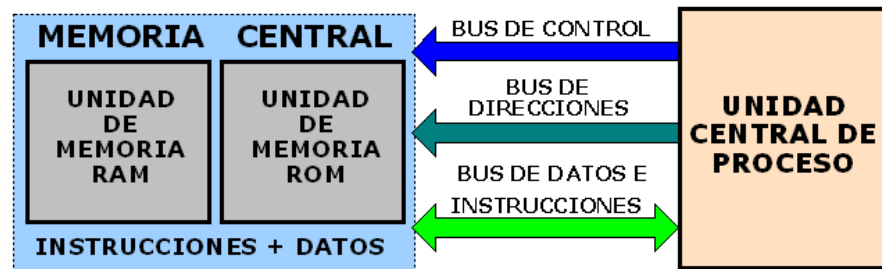 MEMORIA CENTRAL
UNIDAD
DE
MEMORIA
RAM
UNIDAD
DE
MEMORIA
ROM
INSTRUCCIONES + DATOS
BUS DE CONTROL
BUS DE
DIRECCIONES
BUS DE DATOS E
INSTRUCCIONES
UNIDAD
CENTRAL DE
PROCESO